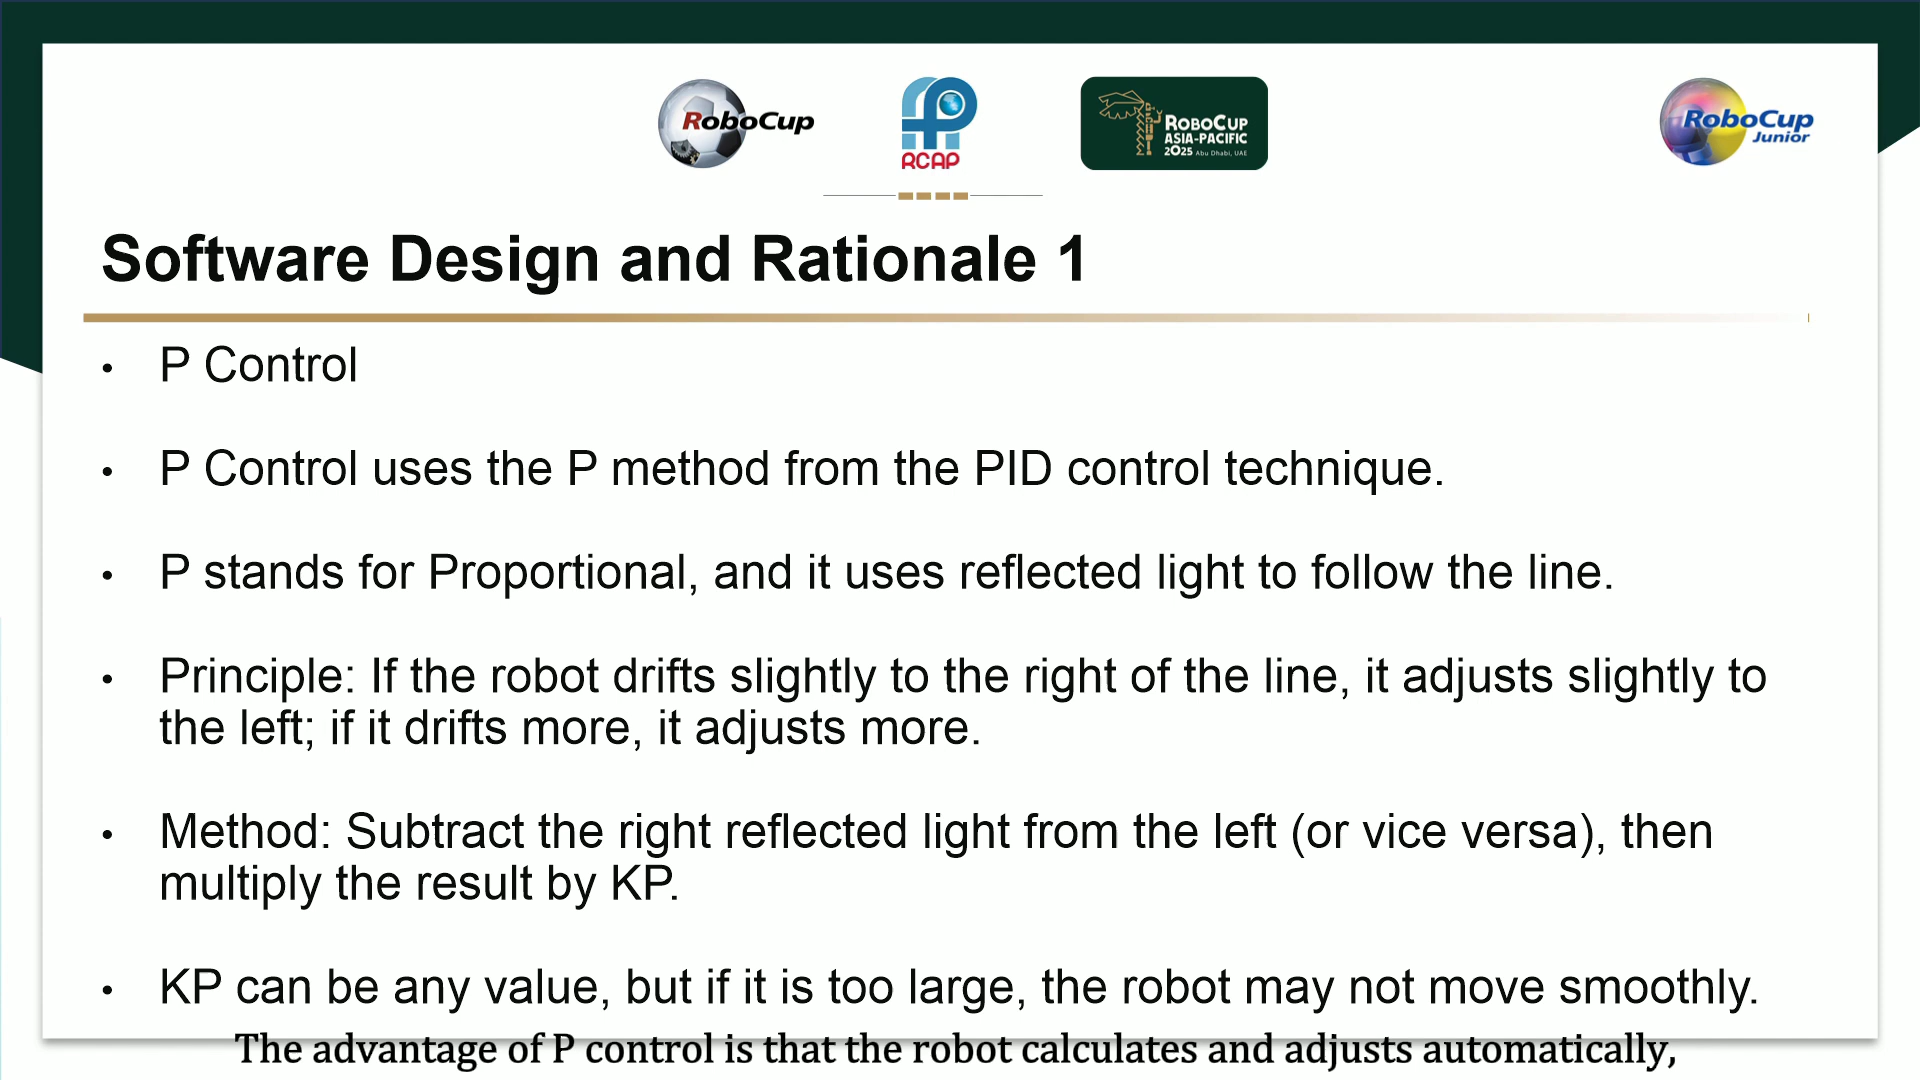 RoboCup
RCAP
RoboCup
Asia-Pacific
2025 Abu Dhabi, UAE
RoboCup
Junior
Software Design and Rationale 1
• P Control
• P Control uses the P method from the PID control technique.
• P stands for Proportional, and it uses reflected light to follow the line.
• Principle: If the robot drifts slightly to the right of the line, it adjusts slightly to
the left; if it drifts more, it adjusts more.
• Method: Subtract the right reflected light from the left (or vice versa), then
multiply the result by KP.
• KP can be any value, but if it is too large, the robot may not move smoothly.
The advantage of P control is that the robot calculates and adjusts automatically,